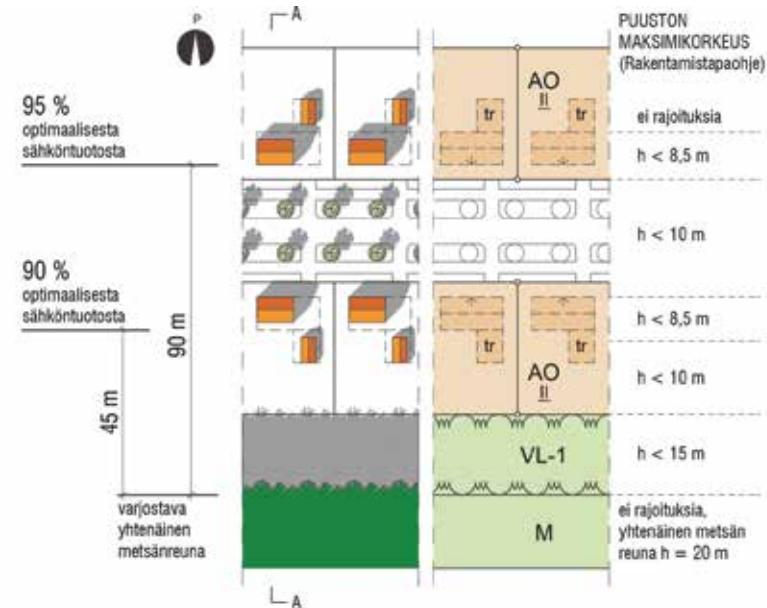 A
P
PUUSTON
MAKSIMIKORKEUS
(Rakentamistapaohje)
95 %
optimaalisesta
sähköntuotosta
AO
II
tr
tr
ei rajoituksia
h < 8,5 m
h < 10 m
90 %
optimaalisesta
sähköntuotosta
90 m
45 m
h < 8,5 m
tr
tr
AO
II
h < 10 m
VL-1
h < 15 m
varjostava
yhtenäinen
metsänreuna
M
ei rajoituksia,
yhtenäinen metsän
reuna h = 20 m
A